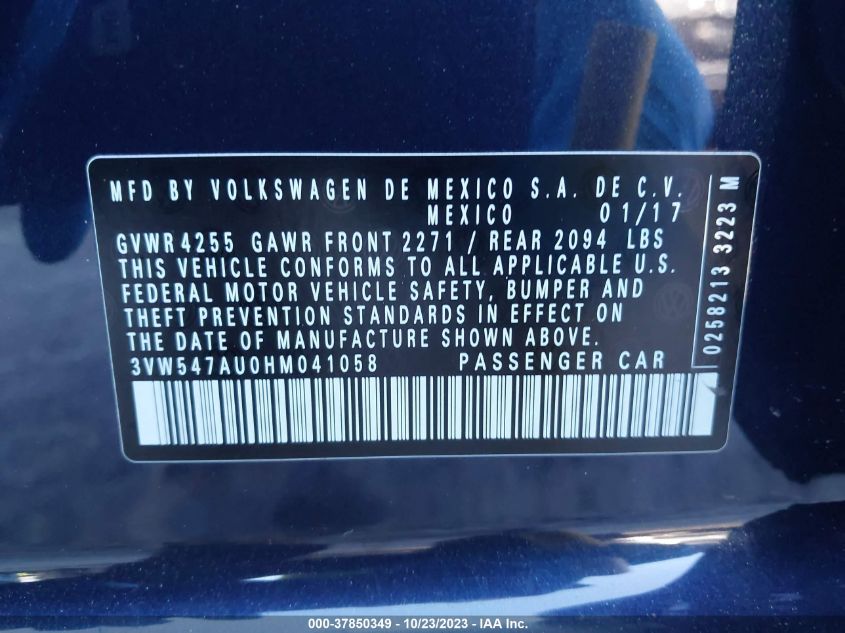 MFD BY VOLKSWAGEN DE MEXICO S.A. DE C.V.
MEXICO 01/17
GVWR 4255 GAWR FRONT 2271 / REAR 2094 LBS
THIS VEHICLE CONFORMS TO ALL APPLICABLE U.S.
FEDERAL MOTOR VEHICLE SAFETY, BUMPER AND
THEFT PREVENTION STANDARDS IN EFFECT ON
THE DATE OF MANUFACTURE SHOWN ABOVE.
3VW547AU0HM041058 PASSENGER CAR
0258213 3223 M
000-37850349 - 10/23/2023 - IAA Inc.